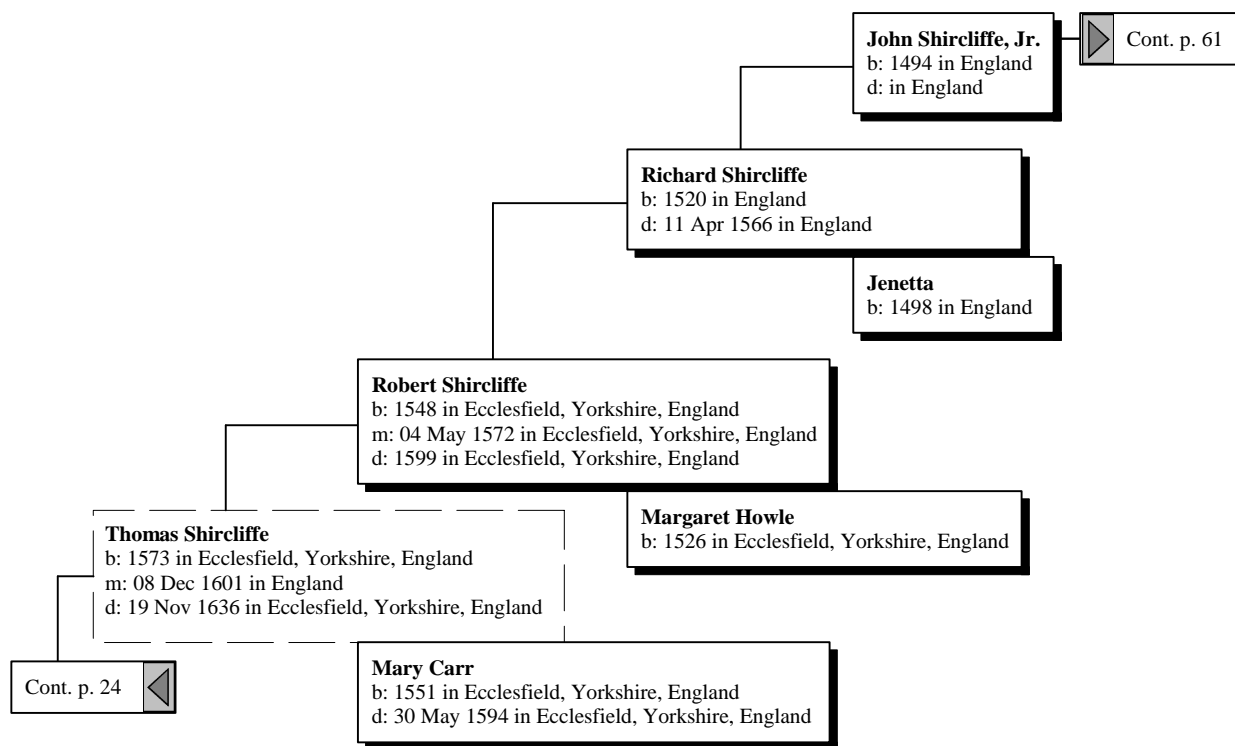 John Shircliffe, Jr.
b: 1494 in England
d: in England
Cont. p. 61
Richard Shircliffe
b: 1520 in England
d: 11 Apr 1566 in England
Jenetta
b: 1498 in England
Robert Shircliffe
b: 1548 in Ecclesfield, Yorkshire, England
m: 04 May 1572 in Ecclesfield, Yorkshire, England
d: 1599 in Ecclesfield, Yorkshire, England
Margaret Howle
b: 1526 in Ecclesfield, Yorkshire, England
Thomas Shircliffe
b: 1573 in Ecclesfield, Yorkshire, England
m: 08 Dec 1601 in England
d: 19 Nov 1636 in Ecclesfield, Yorkshire, England
Cont. p. 24
Mary Carr
b: 1551 in Ecclesfield, Yorkshire, England
d: 30 May 1594 in Ecclesfield, Yorkshire, England